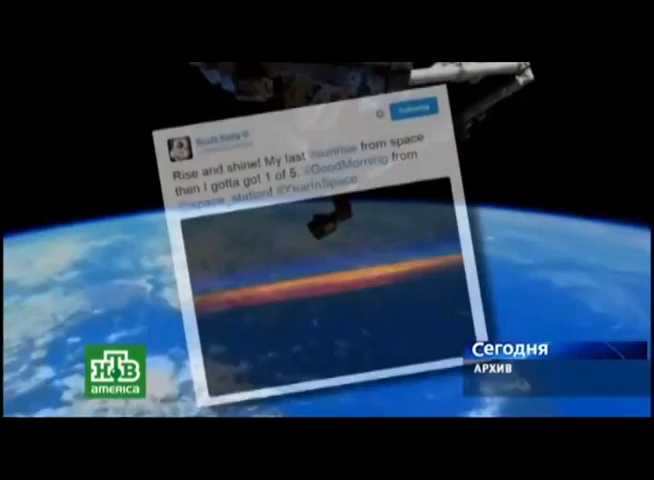 Scott Kelly
Following
Rise and shine! My last #sunrise from space
then I gotta go! 1 of 5. #GoodMorning from
@space_station! #YearInSpace
Сегодня
АРХИВ
НТВ
AMERICA